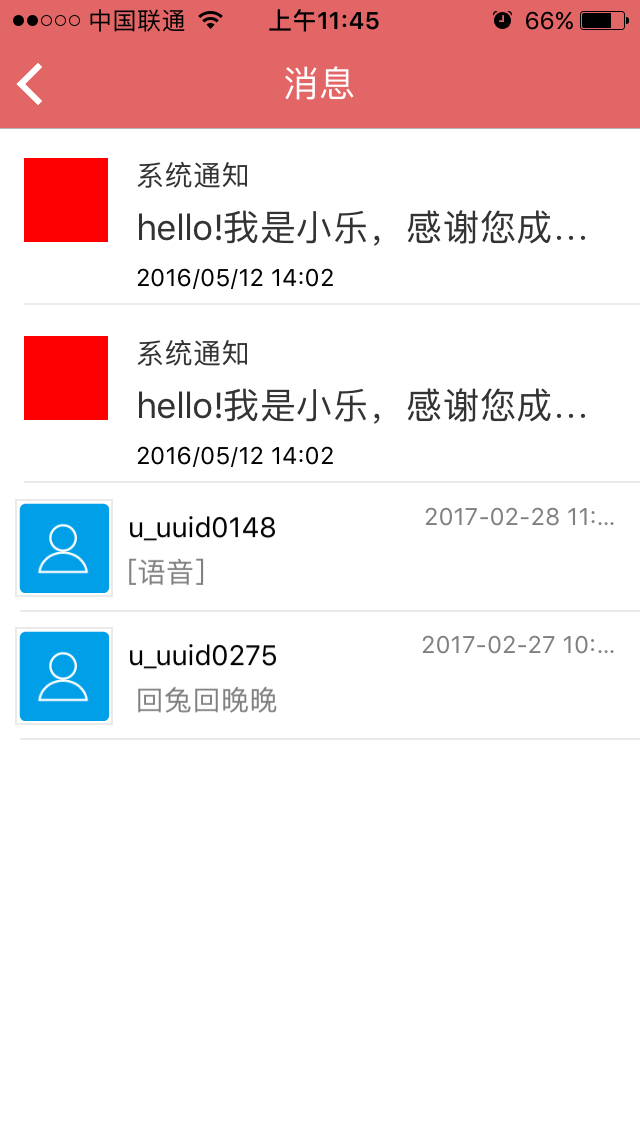 中国联通 上午11:45 66%
消息
系统通知
hello!我是小乐，感谢您成...
2016/05/12 14:02
系统通知
hello!我是小乐，感谢您成...
2016/05/12 14:02
u_uuid0148 2017-02-28 11:...
[语音]
u_uuid0275 2017-02-27 10:...
回兔回晚晚